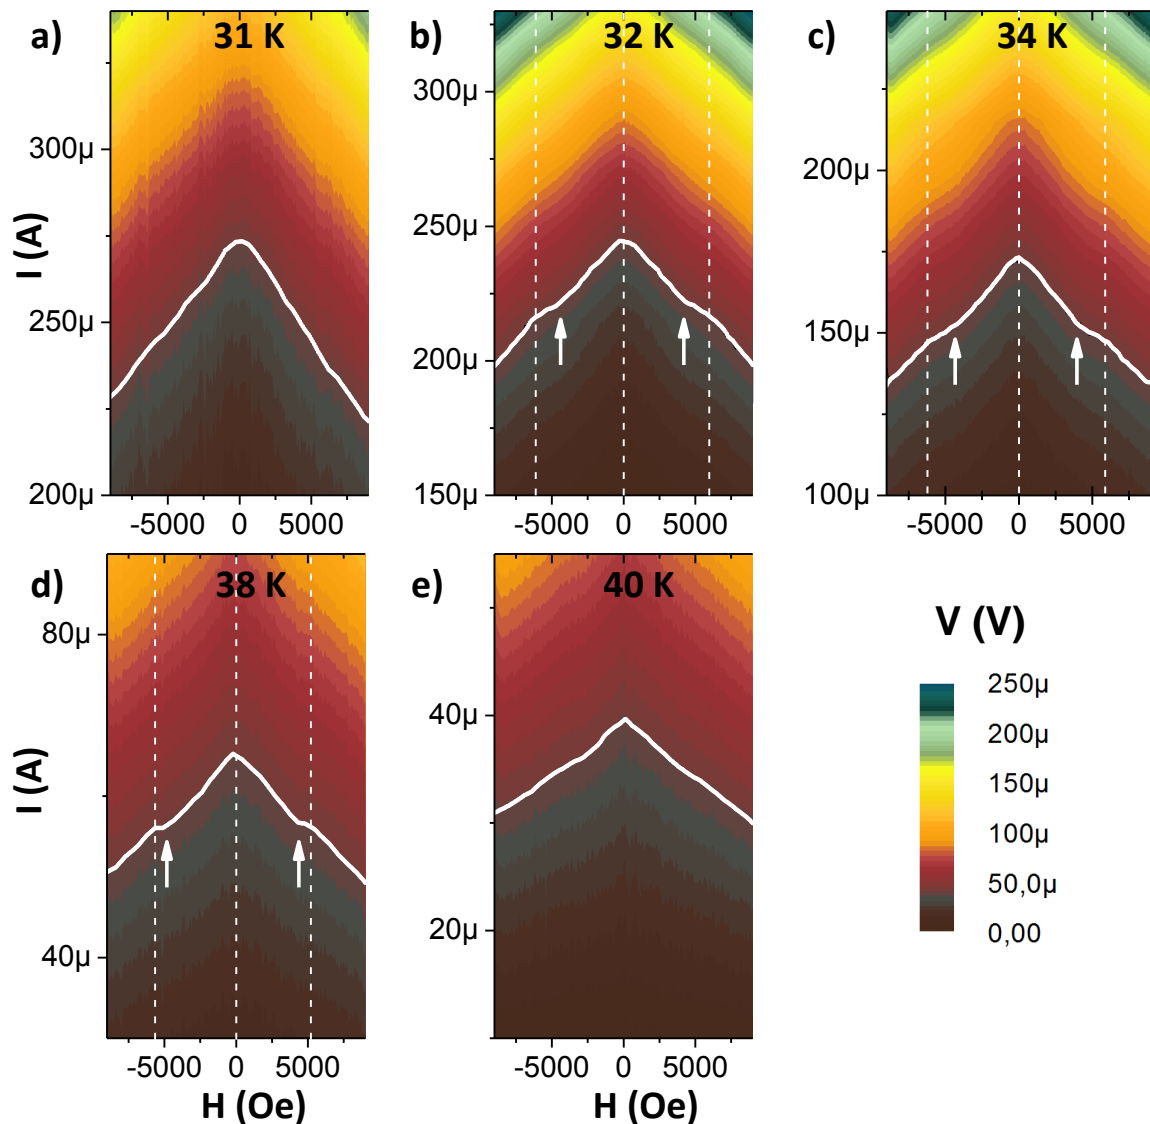 a) 31 K
b) 32 K
c) 34 K
I (A)
300µ
250µ
200µ
-5000 0 5000
300µ
250µ
200µ
150µ
-5000 0 5000
200µ
150µ
100µ
-5000 0 5000
d) 38 K
e) 40 K
I (A)
80µ
40µ
-5000 0 5000
H (Oe)
40µ
20µ
-5000 0 5000
H (Oe)
V (V)
250µ
200µ
150µ
100µ
50,0µ
0,00